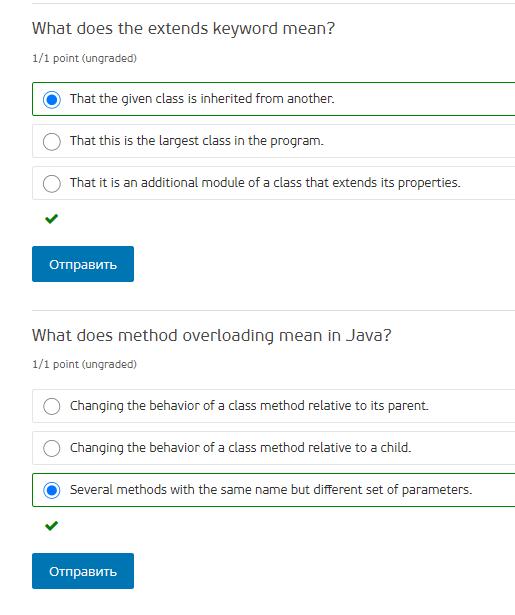 What does the extends keyword mean?
1/1 point (ungraded)
That the given class is inherited from another.
That this is the largest class in the program.
That it is an additional module of a class that extends its properties.
Отправить
What does method overloading mean in Java?
1/1 point (ungraded)
Changing the behavior of a class method relative to its parent.
Changing the behavior of a class method relative to a child.
Several methods with the same name but different set of parameters.
Отправить